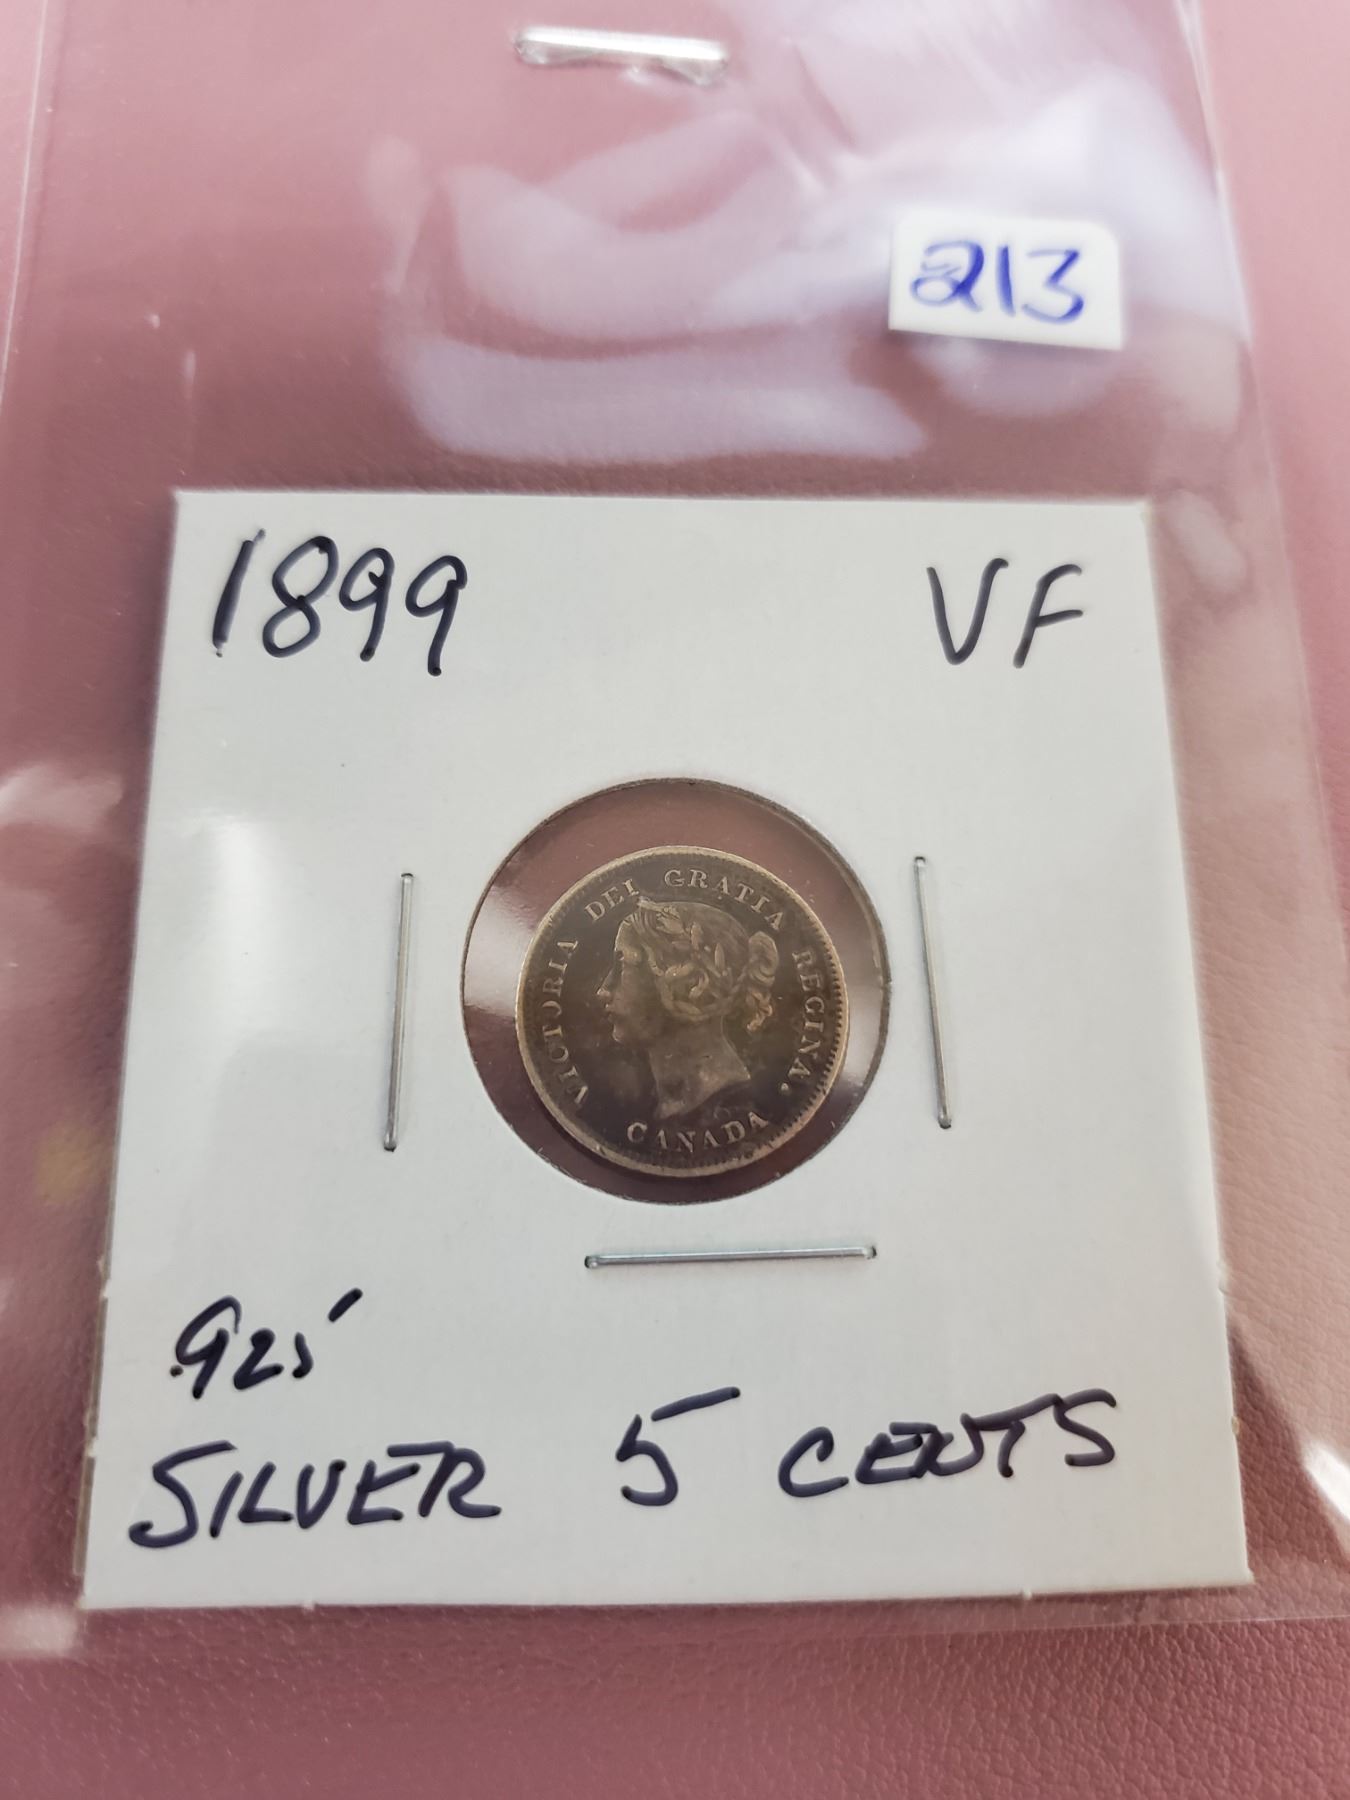 213
1899 VF
VICTORIA DEI GRATIA REGINA.
CANADA
.925
SILVER 5 CENTS